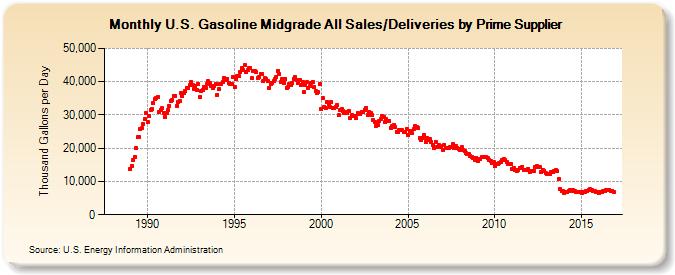 Monthly U.S. Gasoline Midgrade All Sales/Deliveries by Prime Supplier
Thousand Gallons per Day
50,000
40,000
30,000
20,000
10,000
0
1990 1995 2000 2005 2010 2015
Source: U.S. Energy Information Administration